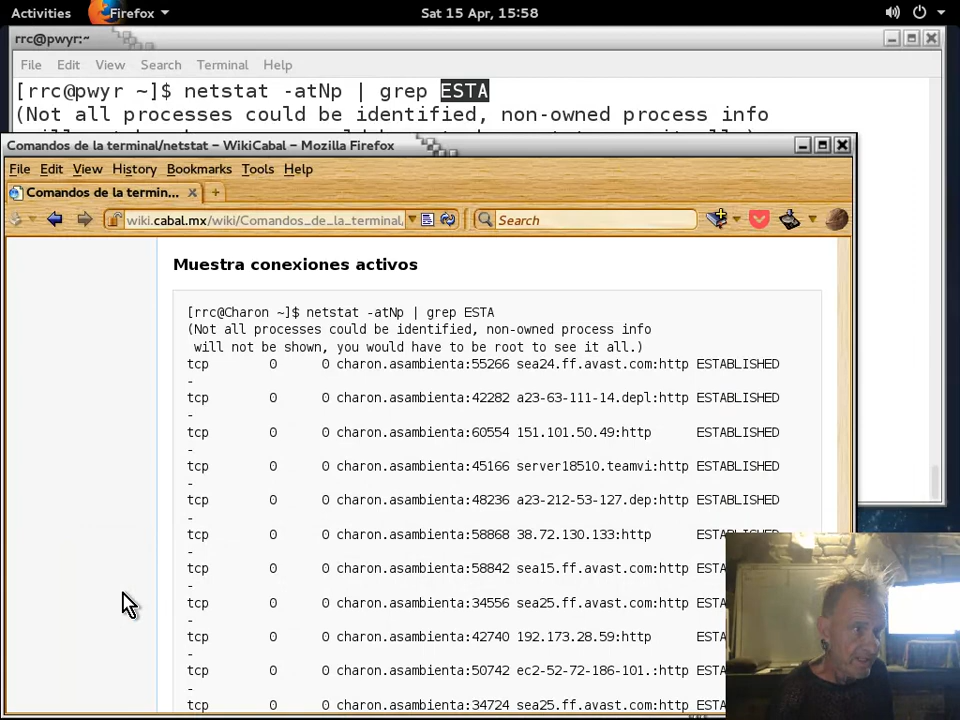 Activities Firefox Sat 15 Apr, 15:58
rrc@pwyr:~
File Edit View Search Terminal Help
[rrc@pwyr ~]$ netstat -atNp | grep ESTA
(Not all processes could be identified, non-owned process info
Comandos de la terminal/netstat – WikiCabal – Mozilla Firefox
File Edit View History Bookmarks Tools Help
Comandos de la termin... × +
wiki.cabal.mx/wiki/Comandos_de_la_terminal, Search
Muestra conexiones activos
[rrc@Charon ~]$ netstat -atNp | grep ESTA
(Not all processes could be identified, non-owned process info
will not be shown, you would have to be root to see it all.)
tcp 0 0 charon.asambienta:55266 sea24.ff.avast.com:http ESTABLISHED
-
tcp 0 0 charon.asambienta:42282 a23-63-111-14.depl:http ESTABLISHED
-
tcp 0 0 charon.asambienta:60554 151.101.50.49:http ESTABLISHED
-
tcp 0 0 charon.asambienta:45166 server18510.teamvi:http ESTABLISHED
-
tcp 0 0 charon.asambienta:48236 a23-212-53-127.dep:http ESTABLISHED
-
tcp 0 0 charon.asambienta:58868 38.72.130.133:http ESTABLISHED
-
tcp 0 0 charon.asambienta:58842 sea15.ff.avast.com:http ESTA
-
tcp 0 0 charon.asambienta:34556 sea25.ff.avast.com:http ESTA
-
tcp 0 0 charon.asambienta:42740 192.173.28.59:http ESTA
-
tcp 0 0 charon.asambienta:50742 ec2-52-72-186-101.:http ESTA
-
tcp 0 0 charon.asambienta:34724 sea25.ff.avast.com:http ESTA